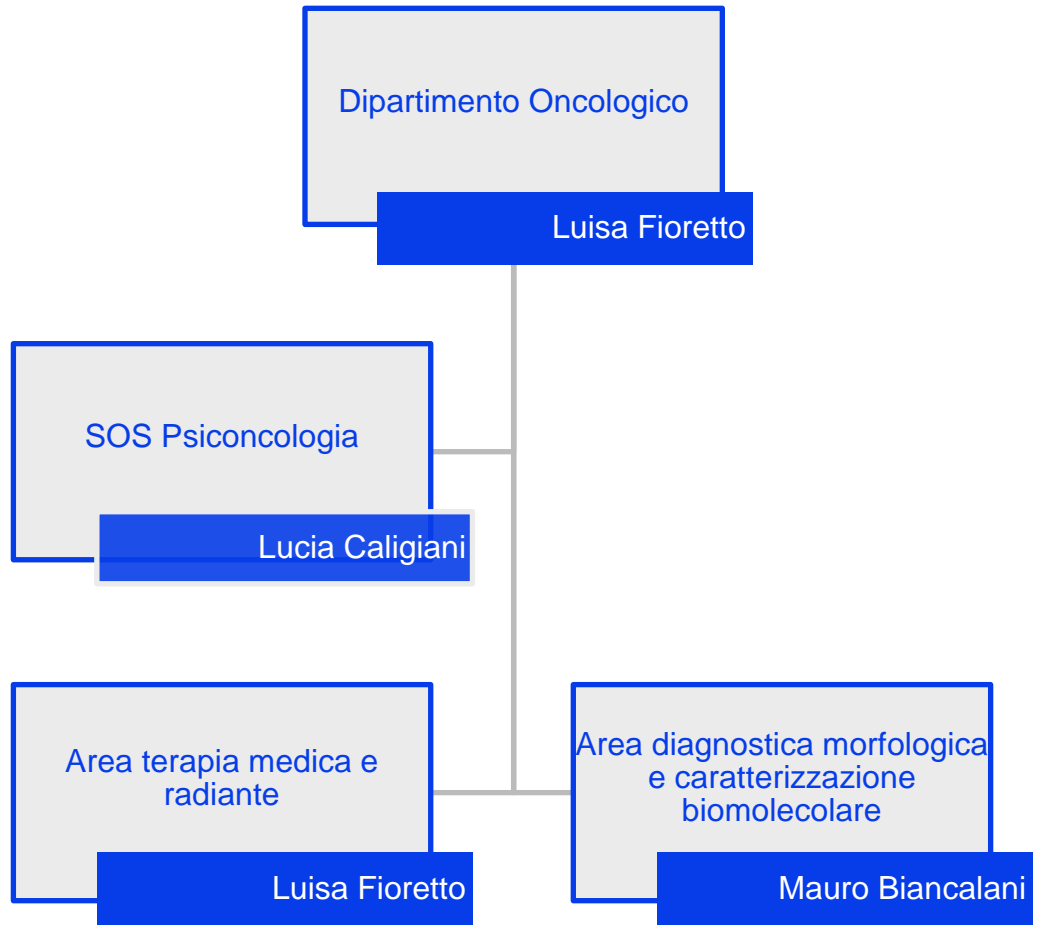 Dipartimento Oncologico
Luisa Fioretto
SOS Psiconcologia
Lucia Caligiani
Area terapia medica e
radiante
Luisa Fioretto
Area diagnostica morfologica
e caratterizzazione
biomolecolare
Mauro Biancalani